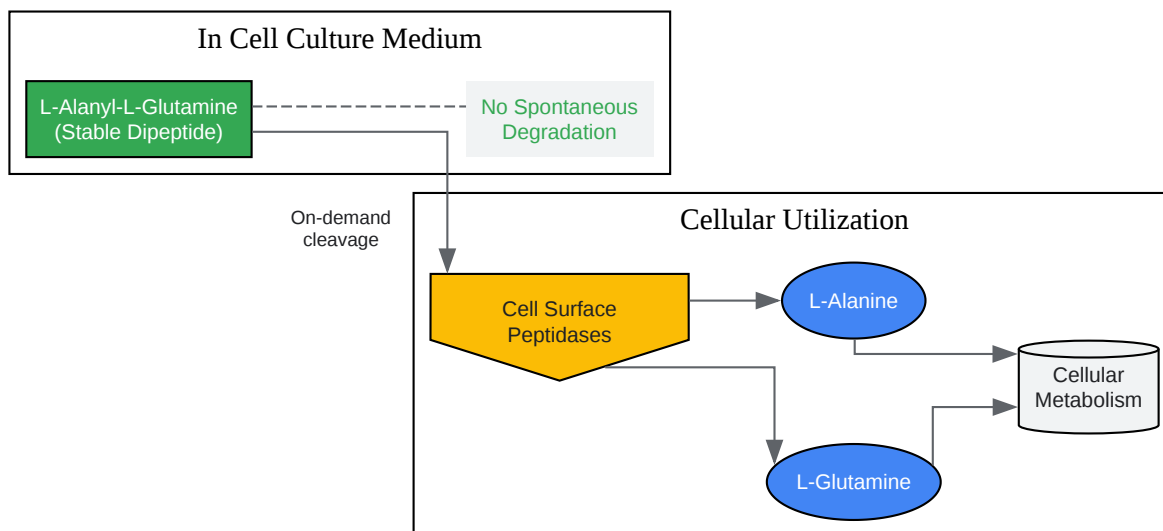 In Cell Culture Medium
L-Alanyl-L-Glutamine
(Stable Dipeptide)
No Spontaneous
Degradation
On-demand
cleavage
Cellular Utilization
Cell Surface
Peptidases
L-Alanine
L-Glutamine
Cellular
Metabolism